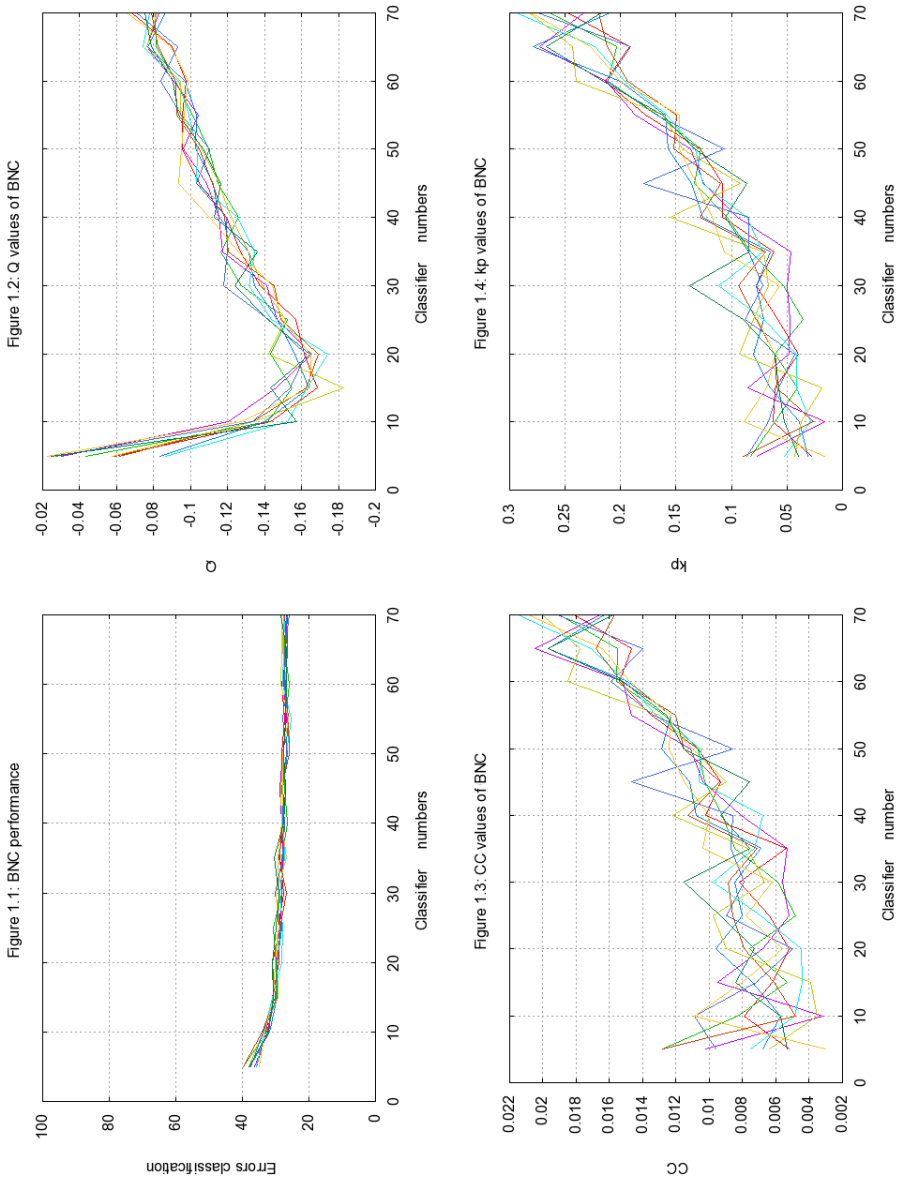 Figure 1.1: BNC performance
Errors classification
100
80
60
40
20
0
0 10 20 30 40 50 60 70
Classifier numbers
Figure 1.2: Q values of BNC
Q
-0.02
-0.04
-0.06
-0.08
-0.1
-0.12
-0.14
-0.16
-0.18
-0.2
0 10 20 30 40 50 60 70
Classifier numbers
Figure 1.3: CC values of BNC
CC
0.022
0.02
0.018
0.016
0.014
0.012
0.01
0.008
0.006
0.004
0.002
0 10 20 30 40 50 60 70
Classifier number
Figure 1.4: kp values of BNC
kp
0.3
0.25
0.2
0.15
0.1
0.05
0
0 10 20 30 40 50 60 70
Classifier numbers